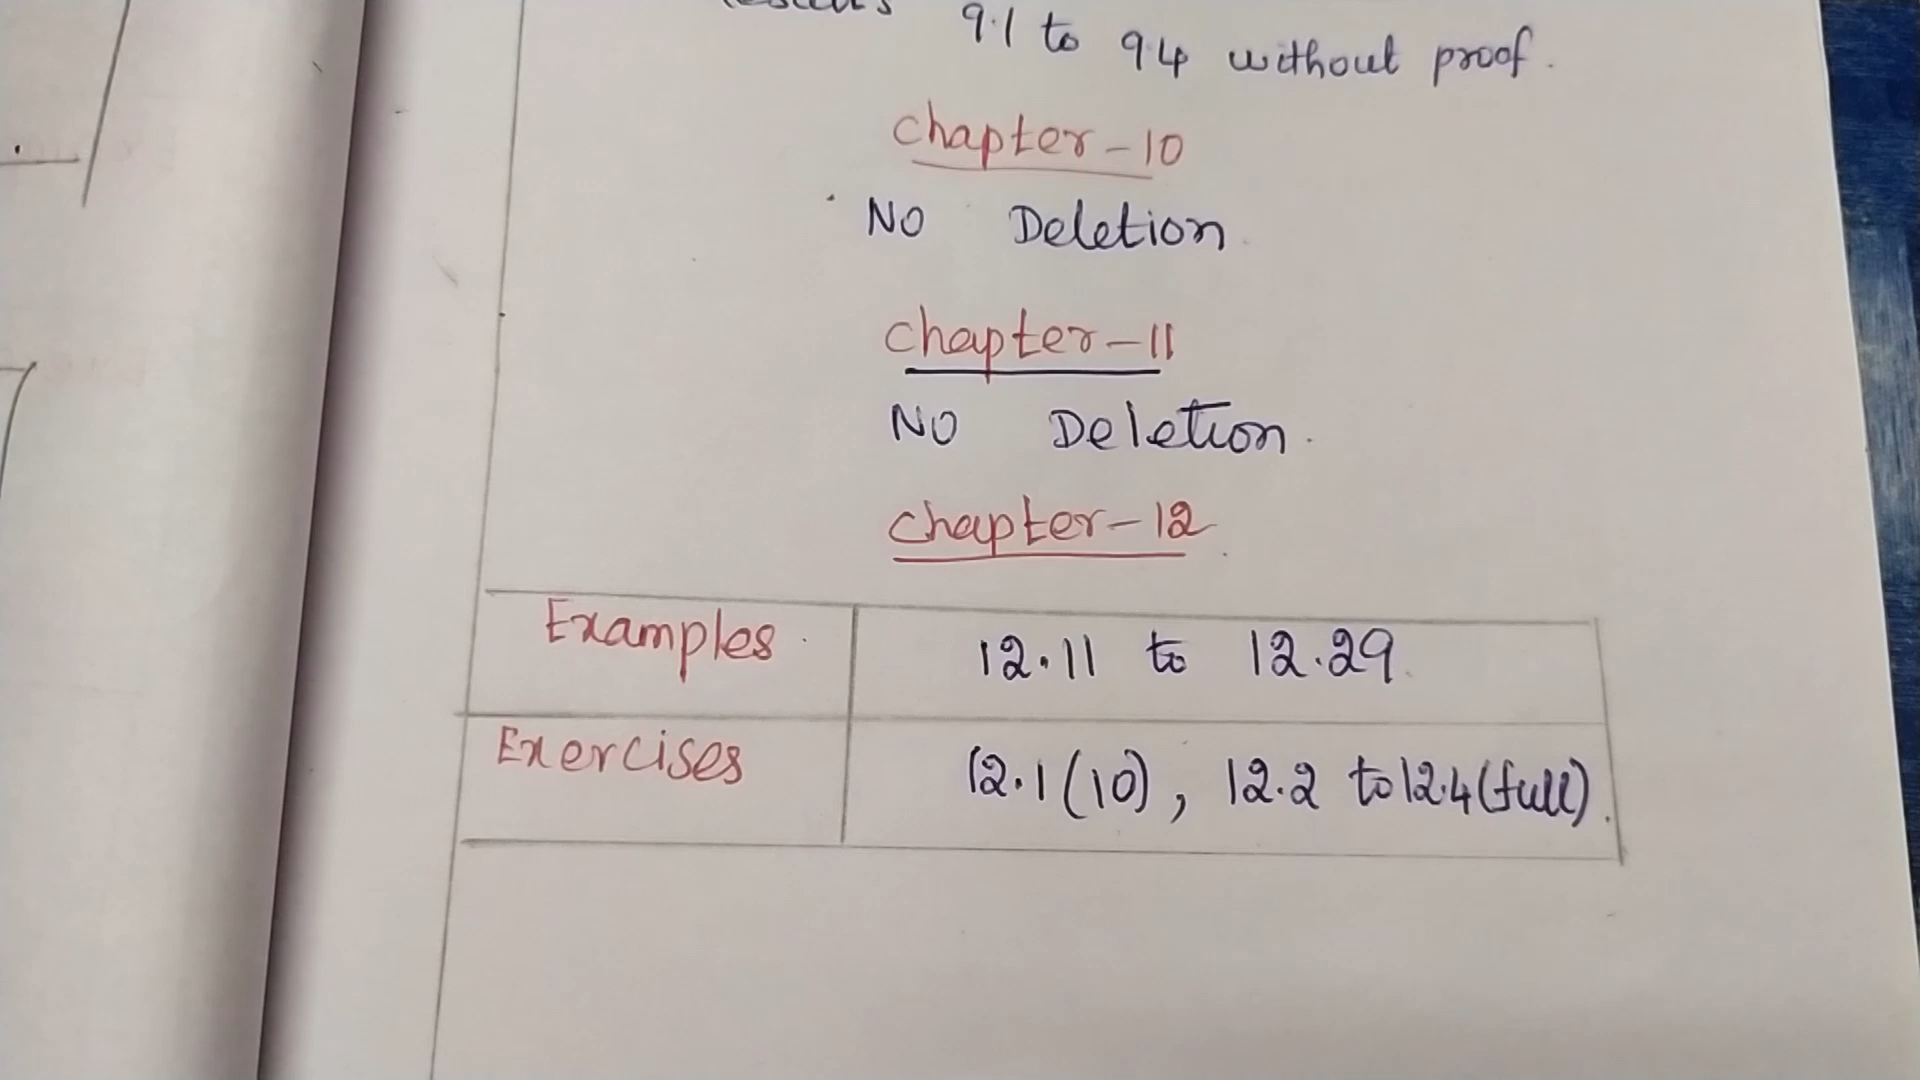 9.1 to 9.4 without proof.
Chapter-10
NO Deletion
Chapter-11
NO Deletion.
Chapter-12
Examples 12.11 to 12.29
Exercises 12.1(10), 12.2 to 12.4(full).